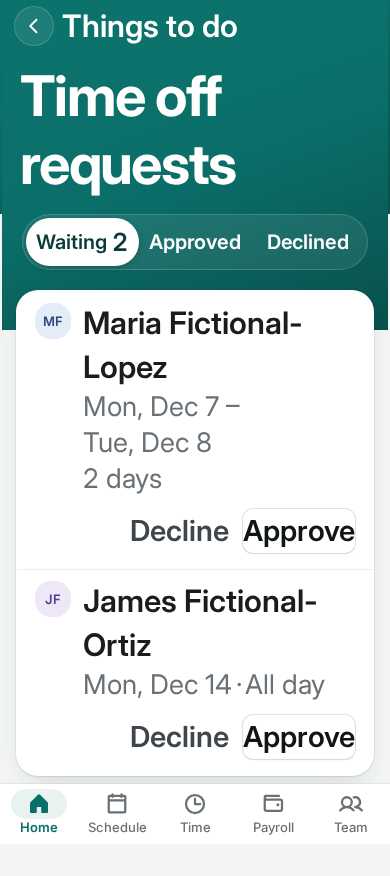 Things to do
Time off
requests
Waiting 2 Approved Declined
MF Maria Fictional-
Lopez
Mon, Dec 7 –
Tue, Dec 8
2 days
Decline Approve
JF James Fictional-
Ortiz
Mon, Dec 14 · All day
Decline Approve
Home Schedule Time Payroll Team